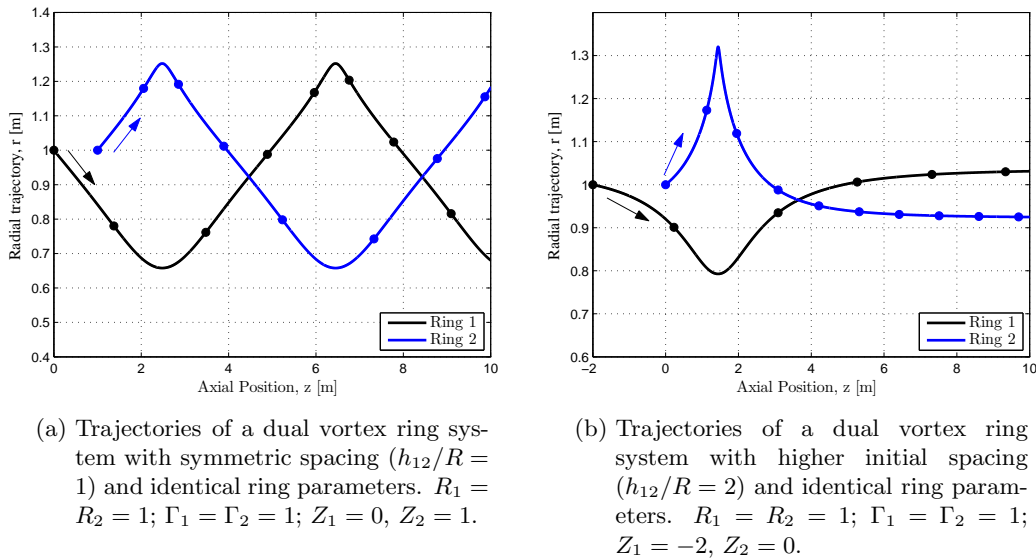 1.4
1.3
1.2
1.1
1
0.9
0.8
0.7
0.6
0.5
0.4
0
2
4
6
8
10
Radial trajectory, r [m]
Axial Position, z [m]
Ring 1
Ring 2
(a) Trajectories of a dual vortex ring sys-
tem with symmetric spacing (h₁₂/R =
1) and identical ring parameters. R₁ =
R₂ = 1; Γ₁ = Γ₂ = 1; Z₁ = 0, Z₂ = 1.
1.4
1.3
1.2
1.1
1
0.9
0.8
0.7
0.6
−2
0
2
4
6
8
10
Radial trajectory, r [m]
Axial Position, z [m]
Ring 1
Ring 2
(b) Trajectories of a dual vortex ring
system with higher initial spacing
(h₁₂/R = 2) and identical ring param-
eters. R₁ = R₂ = 1; Γ₁ = Γ₂ = 1;
Z₁ = −2, Z₂ = 0.